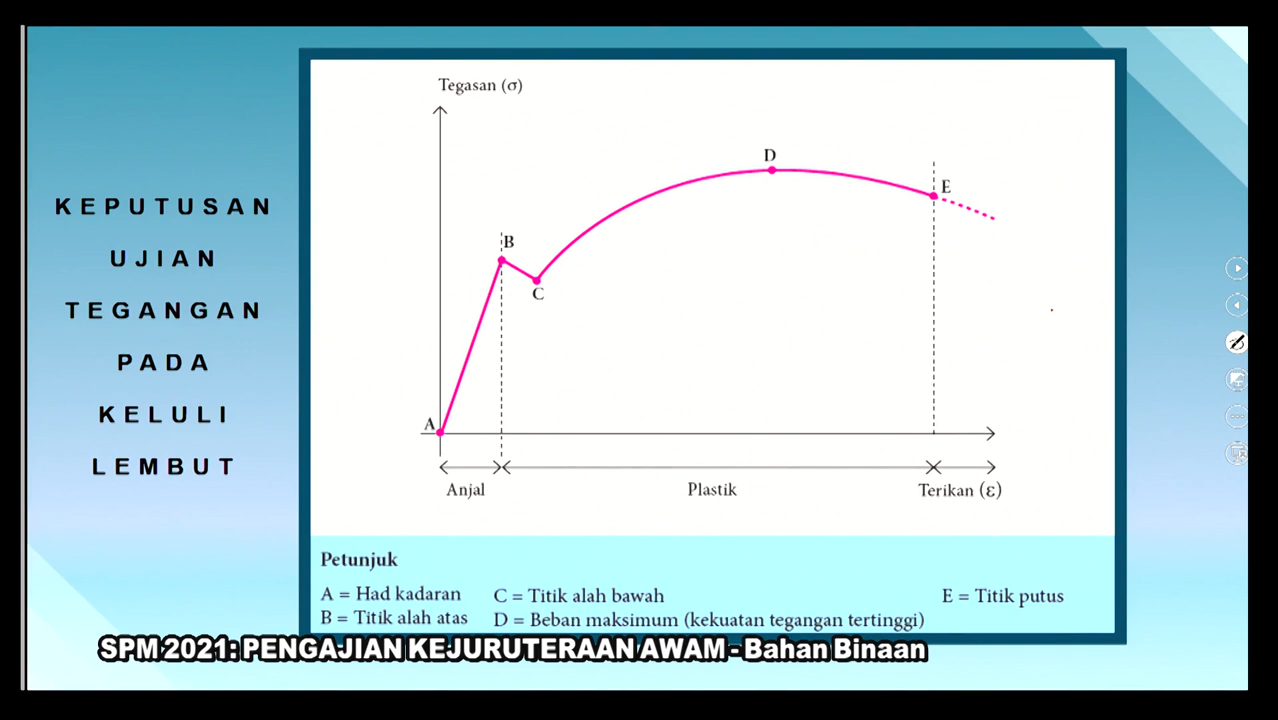 KEPUTUSAN
UJIAN
TEGANGAN
PADA
KELULI
LEMBUT
Tegasan (σ)
D
E
B
C
A
Anjal
Plastik
Terikan (ε)
Petunjuk
A = Had kadaran
C = Titik alah bawah
E = Titik putus
B = Titik alah atas
D = Beban maksimum (kekuatan tegangan tertinggi)
SPM 2021: PENGAJIAN KEJURUTERAAN AWAM - Bahan Binaan